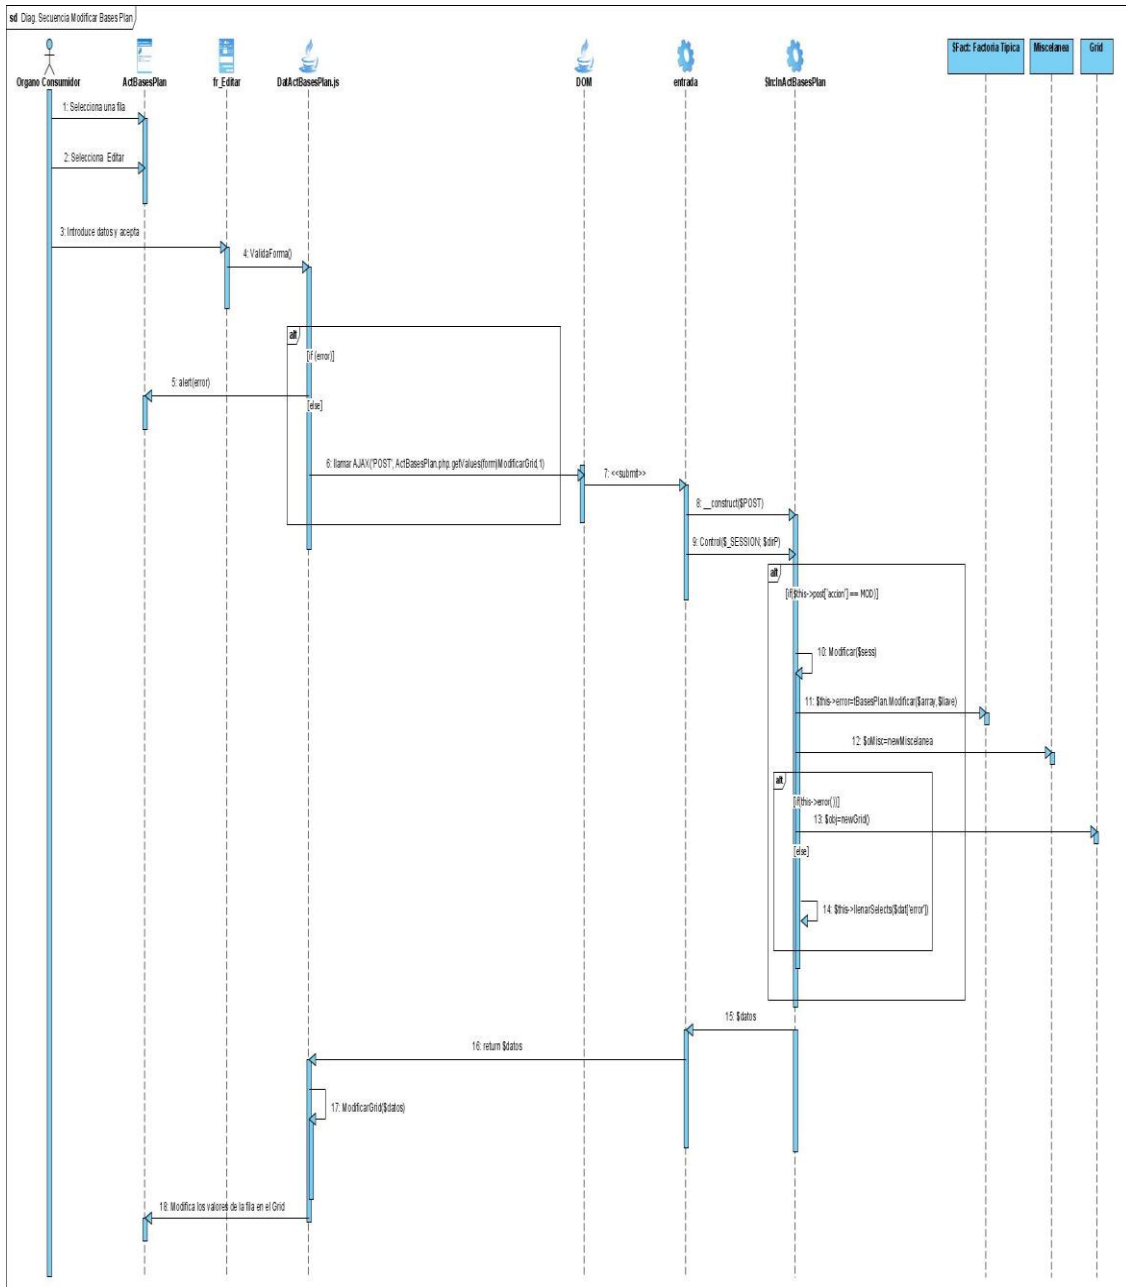 sd Diag. Secuencia Modificar Bases Plan
Organo Consumidor
ActBasesPlan
fr_Editar
DatActBasesPlan.js
DOM
entrada
$Fact: Factoria Tipica
Miscelanea
Grid
1: Selecciona una fila
2: Selecciona Editar
3: Introduce datos y acepta
4: ValidaForma()
alt
[if (error)]
5: alert(error)
[else]
6: llamar AJAX("POST", ActBasesPlan.php.getValues(form)ModificarGrid,1)
7: <<submit>>
8: __construct($POST)
9: Control($_SESSION; $dirP)
alt
[if($this->post["accion"] == MOD)]
10: Modificar($sess)
11: $this->error=tBasesPlan.Modificar($array,$llave)
12: $oMisc=newMiscelanea
alt
[if(this->error())]
13: $obj=newGrid()
[else]
14: $this->llenarSelects($dat['error'])
15: $datos
16: return $datos
17: ModificarGrid($datos)
18: Modifica los valores de la fila en el Grid